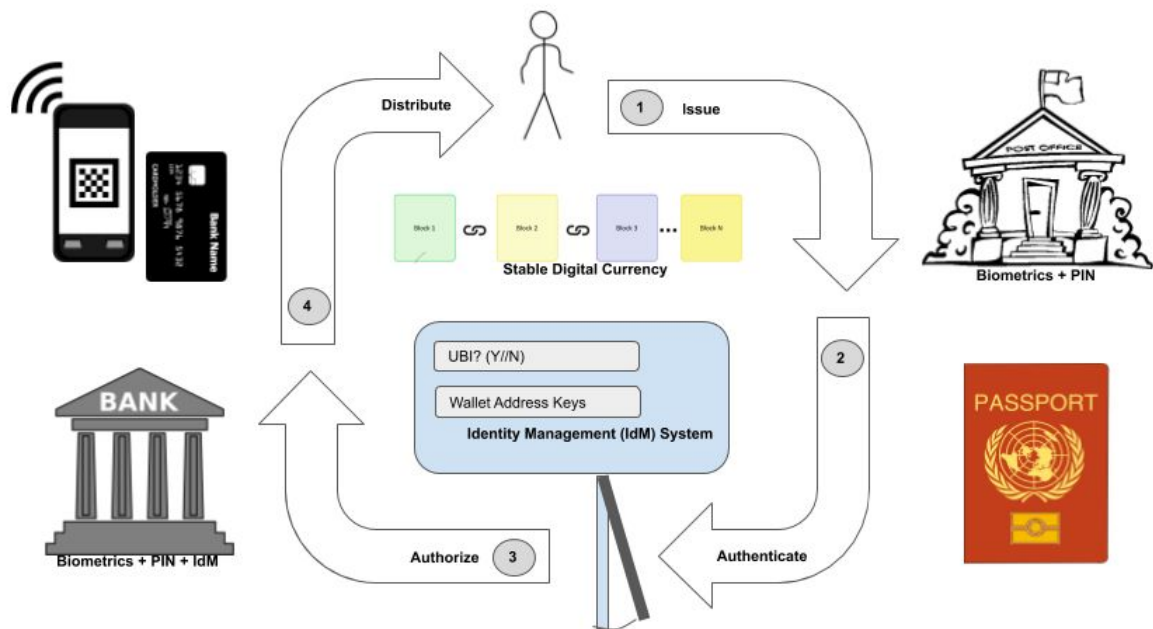 Distribute
1
Issue
POST OFFICE
Biometrics + PIN
Bank Name
CARDHOLDER
Block 1
Block 2
Block 3
Block N
Stable Digital Currency
4
2
UBI? (Y//N)
Wallet Address Keys
Identity Management (IdM) System
PASSPORT
BANK
Biometrics + PIN + IdM
Authorize
3
Authenticate